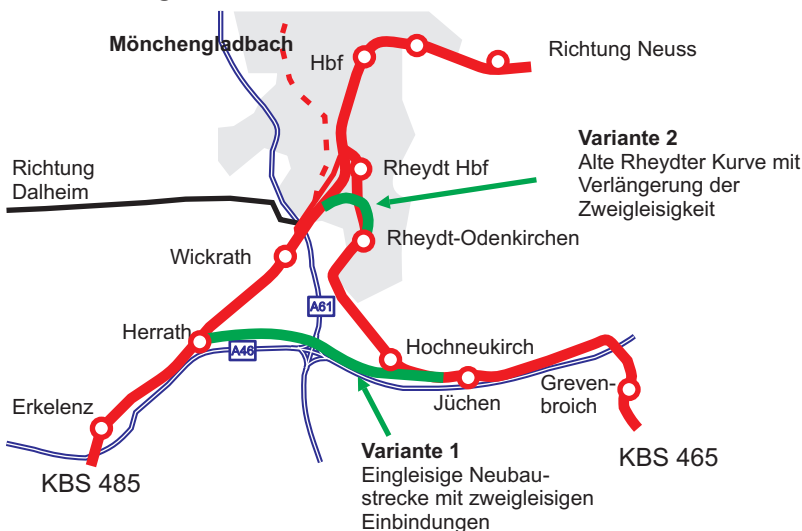 Mönchengladbach
Hbf
Richtung Neuss
Variante 2
Alte Rheydter Kurve mit
Verlängerung der
Zweigleisigkeit
Richtung
Dalheim
Rheydt Hbf
Rheydt-Odenkirchen
Wickrath
A61
Herrath
A46
Hochneukirch
Jüchen
Greven-
broich
Erkelenz
KBS 485
Variante 1
Eingleisige Neubau-
strecke mit zweigleisigen
Einbindungen
KBS 465